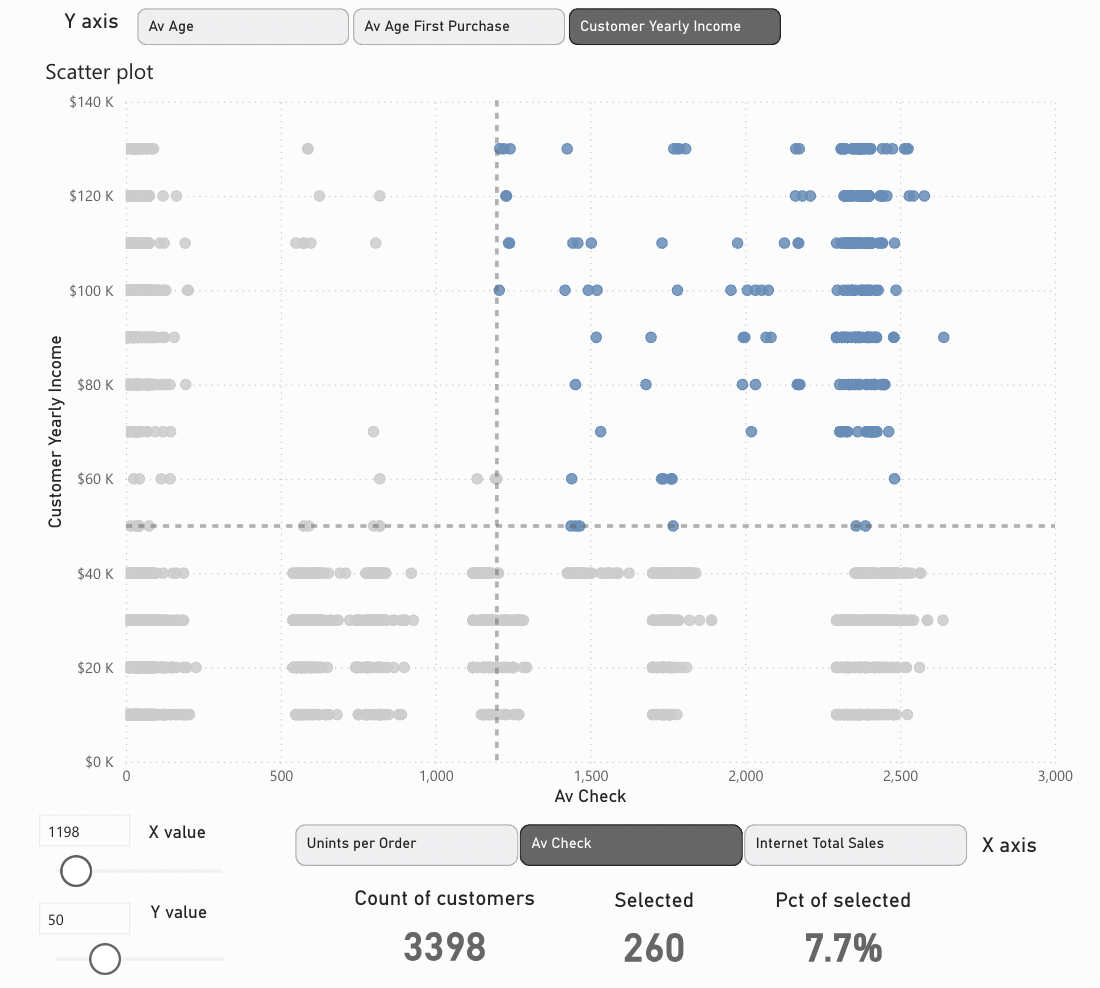 Y axis
Av Age
Av Age First Purchase
Customer Yearly Income
Scatter plot
$140 K
$120 K
$100 K
$80 K
$60 K
$40 K
$20 K
$0 K
Customer Yearly Income
0
500
1,000
1,500
2,000
2,500
3,000
Av Check
1198
X value
50
Y value
Unints per Order
Av Check
Internet Total Sales
X axis
Count of customers
Selected
Pct of selected
3398
260
7.7%